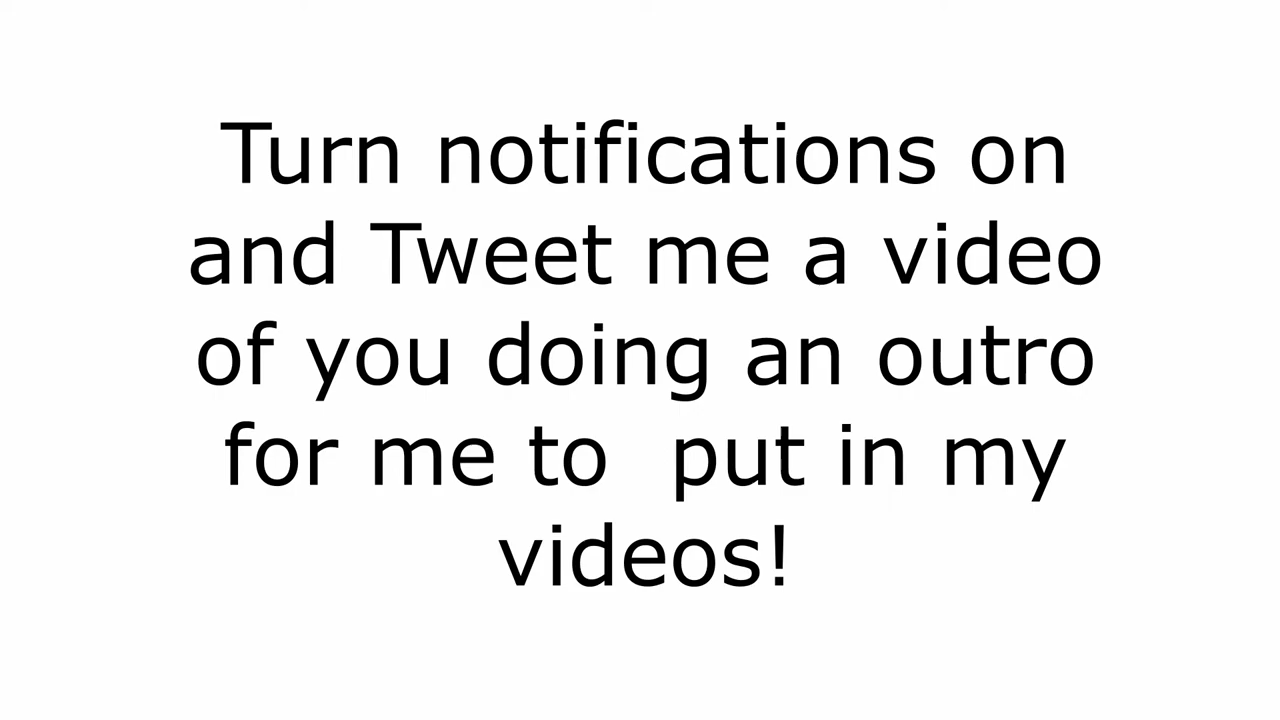 Turn notifications on
and Tweet me a video
of you doing an outro
for me to  put in my
videos!